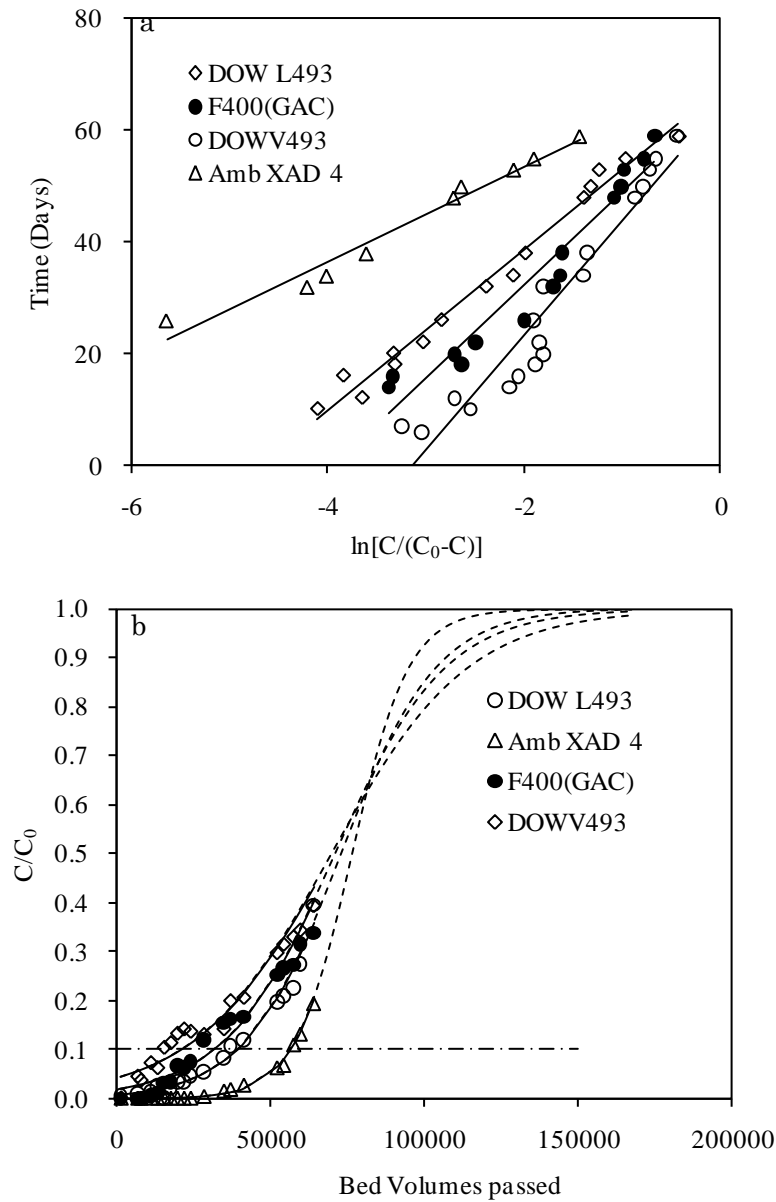 a
80
60
40
20
0
Time (Days)
DOW L493
F400(GAC)
DOWV493
Amb XAD 4
-6 -4 -2 0
ln[C/(C₀-C)]
b
1.0
0.9
0.8
0.7
0.6
0.5
0.4
0.3
0.2
0.1
0.0
C/C₀
DOW L493
Amb XAD 4
F400(GAC)
DOWV493
0 50000 100000 150000 200000
Bed Volumes passed